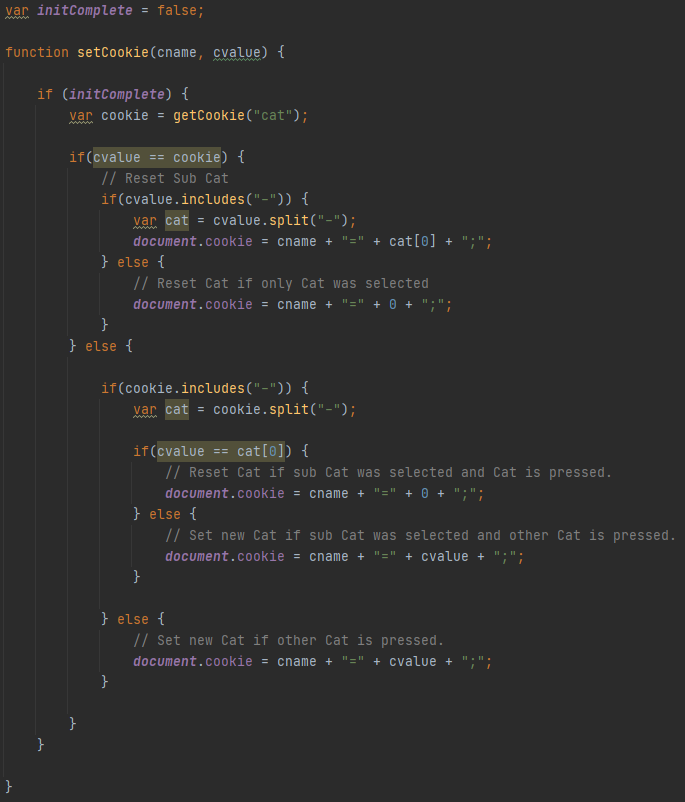 var initComplete = false;
function setCookie(cname, cvalue) {
if (initComplete) {
var cookie = getCookie("cat");
if(cvalue == cookie) {
// Reset Sub Cat
if(cvalue.includes("-")) {
var cat = cvalue.split("-");
document.cookie = cname + "=" + cat[0] + ";";
} else {
// Reset Cat if only Cat was selected
document.cookie = cname + "=" + 0 + ";";
}
} else {
if(cookie.includes("-")) {
var cat = cookie.split("-");
if(cvalue == cat[0]) {
// Reset Cat if sub Cat was selected and Cat is pressed.
document.cookie = cname + "=" + 0 + ";";
} else {
// Set new Cat if sub Cat was selected and other Cat is pressed.
document.cookie = cname + "=" + cvalue + ";";
}
} else {
// Set new Cat if other Cat is pressed.
document.cookie = cname + "=" + cvalue + ";";
}
}
}
}